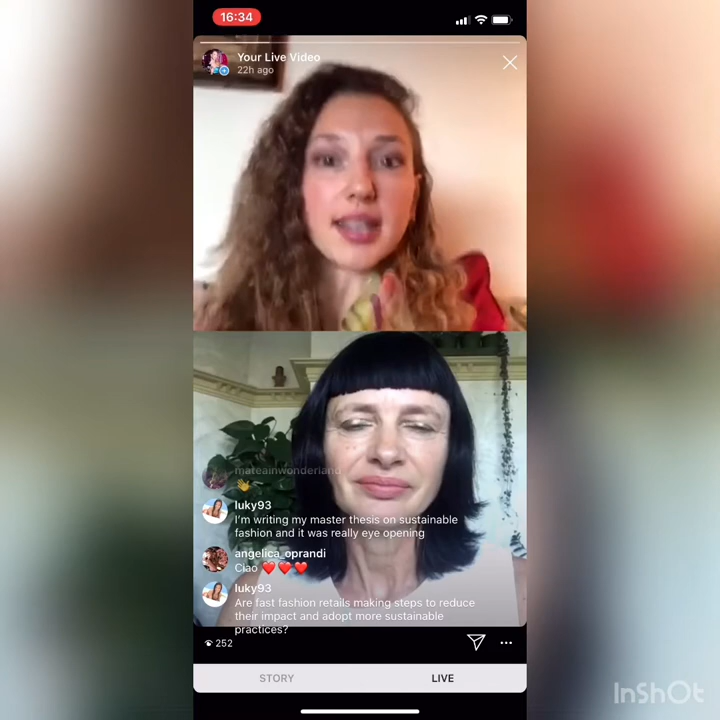 16:34
Your Live Video
22h ago
mateainwonderland
👋
luky93
I'm writing my master thesis on sustainable
fashion and it was really eye opening
angelica_oprandi
Ciao ❤️❤️❤️
luky93
Are fast fashion retails making steps to reduce
their impact and adopt more sustainable
practices?
252
STORY
LIVE
InShOt